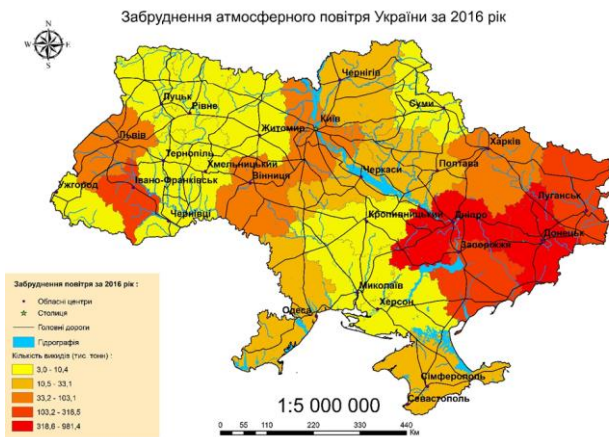 Забруднення атмосферного повітря України за 2016 рік
N
W
E
S
Чернігів
Луцьк
Рівне
Суми
Київ
Житомир
Львів
Харків
Тернопіль
Хмельницький
Черкаси
Полтава
Вінниця
Ужгород
Івано-Франківськ
Луганськ
Чернівці
Кропивницький
Дніпро
Донецьк
Запоріжжя
Миколаїв
Одеса
Херсон
Сімферополь
Севастополь
Забруднення повітря за 2016 рік :
Обласні центри
Столиця
Головні дороги
Гідрографія
Кількість викидів (тис. тонн) :
3,0 - 10,4
10,5 - 33,1
33,2 - 103,1
103,2 - 318,5
318,6 - 981,4
1:5 000 000
0 55 110 220 330 440
Км